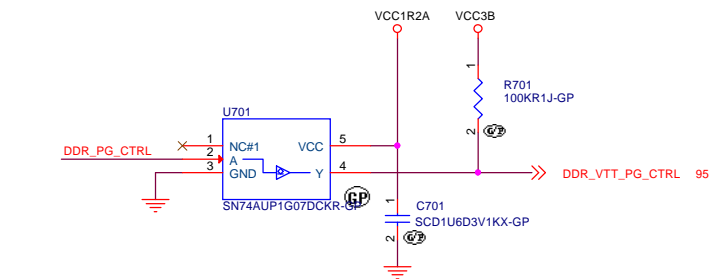 VCC1R2A VCC3B
1
R701
100KR1J-GP
2 G/P
U701
1 NC#1 VCC 5
DDR_PG_CTRL 2 A
3 GND Y 4
DDR_VTT_PG_CTRL 95
SN74AUP1G07DCKR-GP
GP
1 C701
SCD1U6D3V1KX-GP
2 G/P